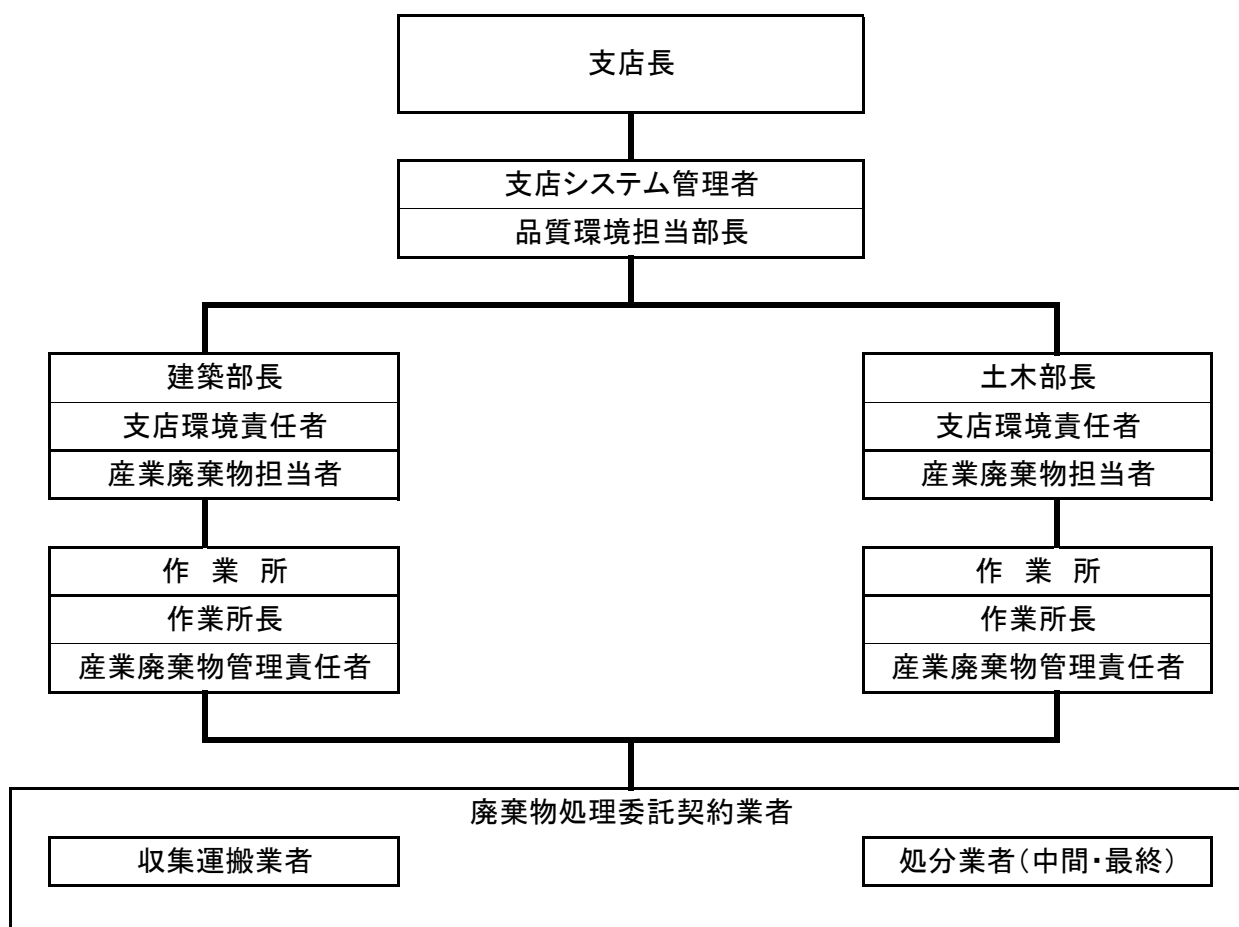 支店長
支店システム管理者
品質環境担当部長
建築部長
支店環境責任者
産業廃棄物担当者
土木部長
支店環境責任者
産業廃棄物担当者
作 業 所
作業所長
産業廃棄物管理責任者
作 業 所
作業所長
産業廃棄物管理責任者
廃棄物処理委託契約業者
収集運搬業者
処分業者(中間・最終)